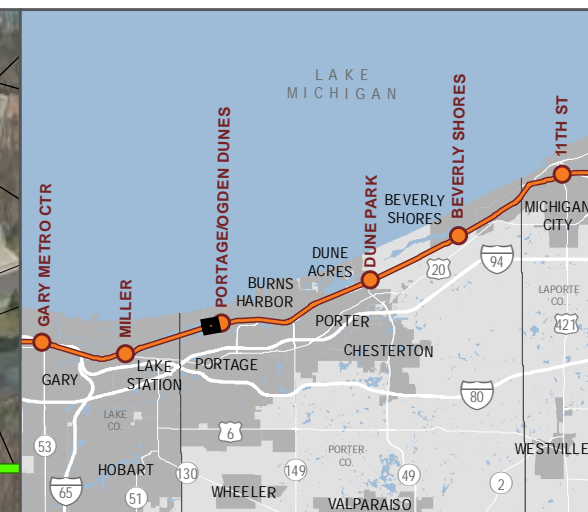 LAKE
MICHIGAN
11TH ST
BEVERLY SHORES
PORTAGE/OGDEN DUNES
DUNE PARK
GARY METRO CTR
MILLER
BEVERLY
SHORES
MICHIGAN
CITY
DUNE
ACRES
20
94
BURNS
HARBOR
LAPORTE
CO.
421
PORTER
CHESTERTON
LAKE
STATION
PORTAGE
GARY
80
LAKE
CO.
6
53
PORTER
CO.
WESTVILLE
HOBART
130
149
49
2
65
51
WHEELER
VALPARAISO